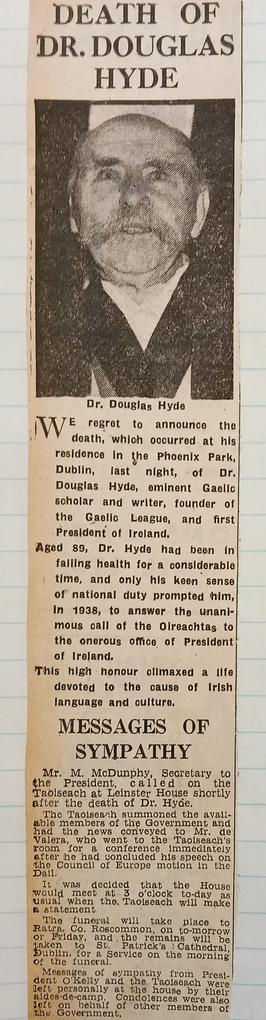 DEATH OF
DR. DOUGLAS
HYDE
Dr. Douglas Hyde
WE regret to announce the
death, which occurred at his
residence in the Phoenix Park,
Dublin, last night, of Dr.
Douglas Hyde, eminent Gaelic
scholar and writer, founder of
the Gaelic League, and first
President of Ireland.
Aged 89, Dr. Hyde had been in
failing health for a considerable
time, and only his keen sense
of national duty prompted him,
in 1938, to answer the unani-
mous call of the Oireachtas to
the onerous office of President
of Ireland.
This high honour climaxed a life
devoted to the cause of Irish
language and culture.
MESSAGES OF
SYMPATHY
Mr. M. McDunphy, Secretary to
the President, called on the
Taoiseach at Leinster House shortly
after the death of Dr. Hyde.
The Taoiseach summoned the avail-
able members of the Government and
had the news conveyed to Mr. de
Valera, who went to the Taoiseach's
room for a conference immediately
after he had concluded his speech on
the Council of Europe motion in the
Dail.
It was decided that the House
would meet at 3 o'clock to-day as
usual when the Taoiseach will make
a statement
The funeral will take place to
Ratra, Co. Roscommon, on to-morrow
or Friday, and the remains will be
taken to St. Patrick's Cathedral,
Dublin, for a Service on the morning
of the funeral.
Messages of sympathy from Presi-
dent O'Kelly and the Taoiseach were
left personally at the house by their
aides-de-camp. Condolences were also
left on behalf of other members of
the Government.